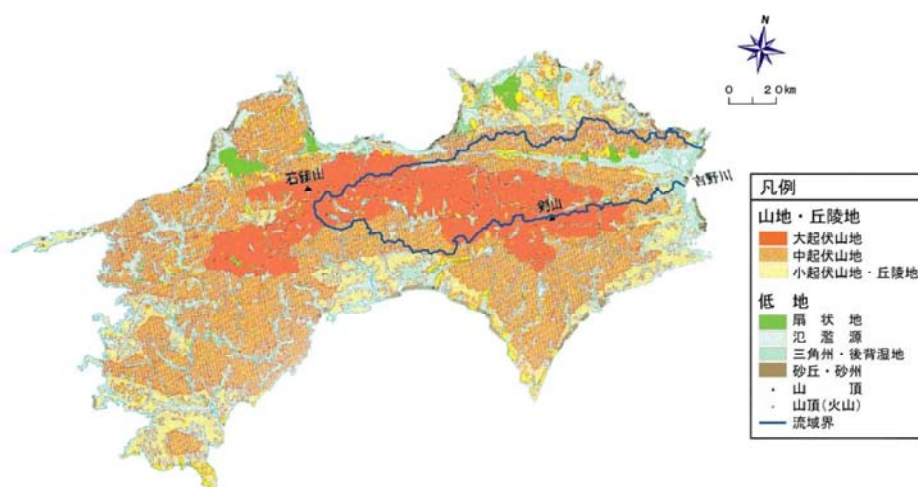 N
0 20km
石鎚山
剣山
吉野川
凡例
山地・丘陵地
大起伏山地
中起伏山地
小起伏山地・丘陵地
低地
扇状地
氾濫源
三角州・後背湿地
砂丘・砂州
山頂
山頂(火山)
流域界